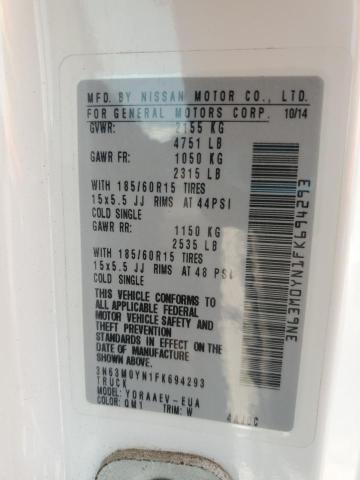 MFD. BY NISSAN MOTOR CO., LTD.
FOR GENERAL MOTORS CORP. 10/14
GVWR: 2155 KG
4751 LB
GAWR FR: 1050 KG
2315 LB
WITH 185/60R15 TIRES
15x5.5 JJ RIMS AT 44PSI
COLD SINGLE
GAWR RR: 1150 KG
2535 LB
WITH 185/60R15 TIRES
15x5.5 JJ RIMS AT 48 PSI
COLD SINGLE
THIS VEHICLE CONFORMS TO
ALL APPLICABLE FEDERAL
MOTOR VEHICLE SAFETY AND
THEFT PREVENTION
STANDARDS IN EFFECT ON THE
DATE OF MANUFACTURE SHOWN
ABOVE.
3N63M0YN1FK694293
TRUCK
MODEL: YDRAAEV-EUA
COLOR: QM1 TRIM: W
3N63M0YN1FK694293